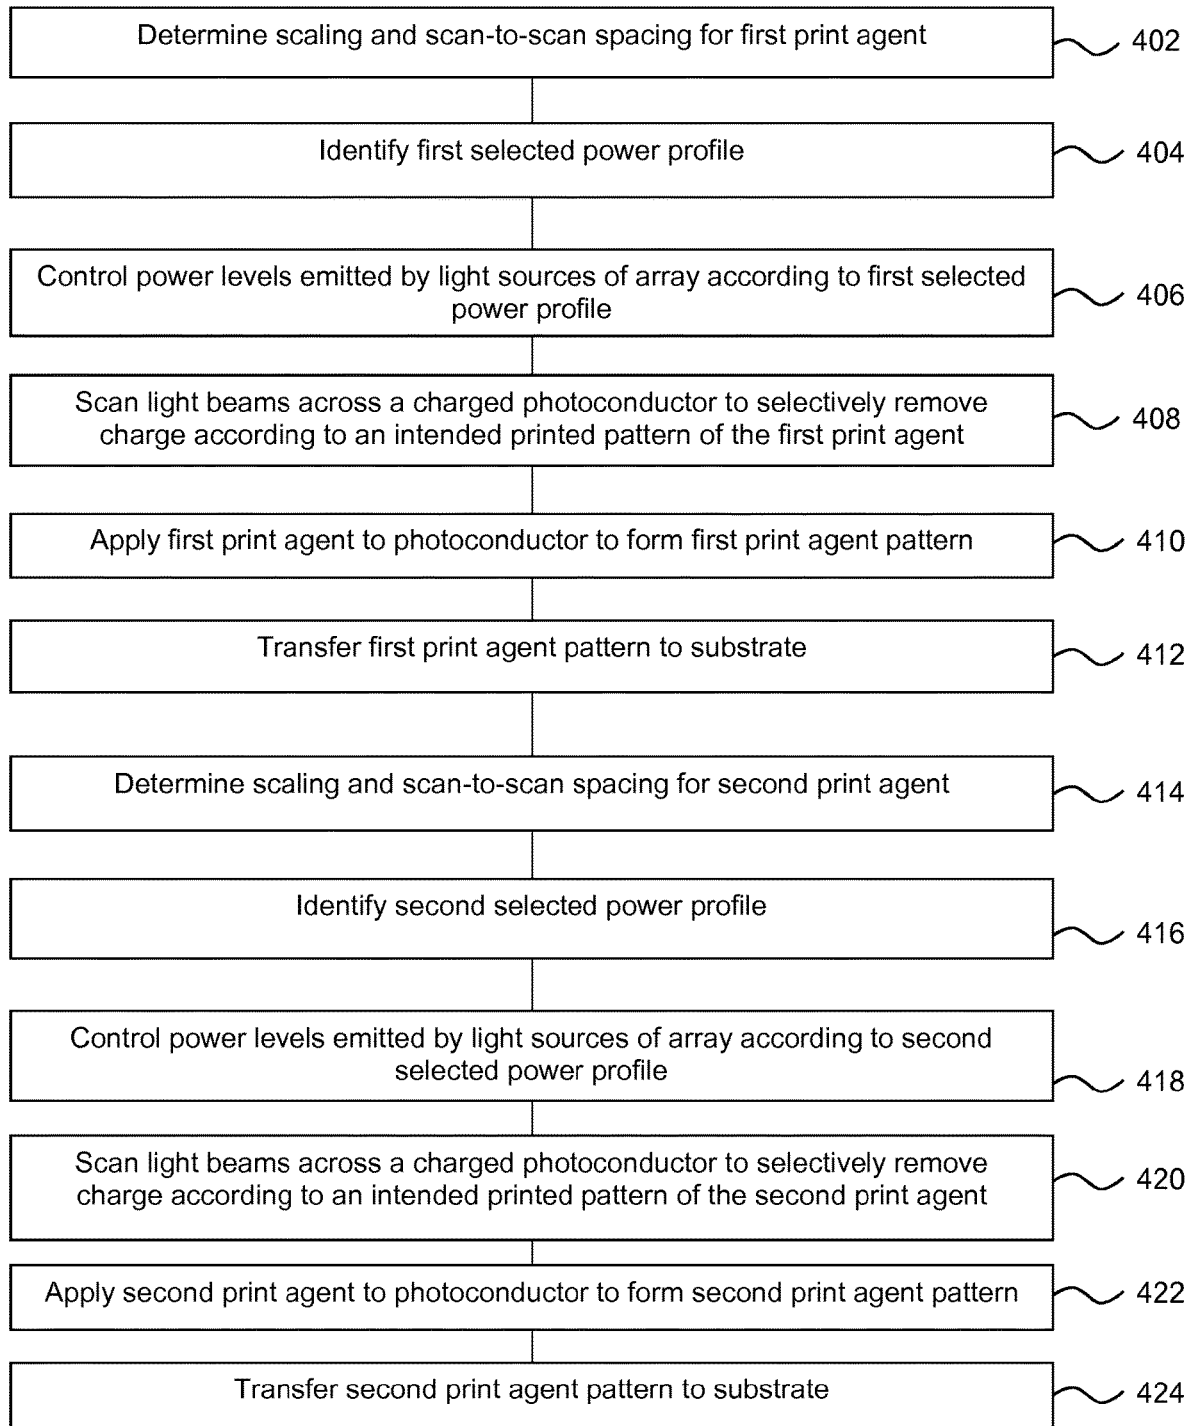 Determine scaling and scan-to-scan spacing for first print agent
402
Identify first selected power profile
404
Control power levels emitted by light sources of array according to first selected
power profile
406
Scan light beams across a charged photoconductor to selectively remove
charge according to an intended printed pattern of the first print agent
408
Apply first print agent to photoconductor to form first print agent pattern
410
Transfer first print agent pattern to substrate
412
Determine scaling and scan-to-scan spacing for second print agent
414
Identify second selected power profile
416
Control power levels emitted by light sources of array according to second
selected power profile
418
Scan light beams across a charged photoconductor to selectively remove
charge according to an intended printed pattern of the second print agent
420
Apply second print agent to photoconductor to form second print agent pattern
422
Transfer second print agent pattern to substrate
424